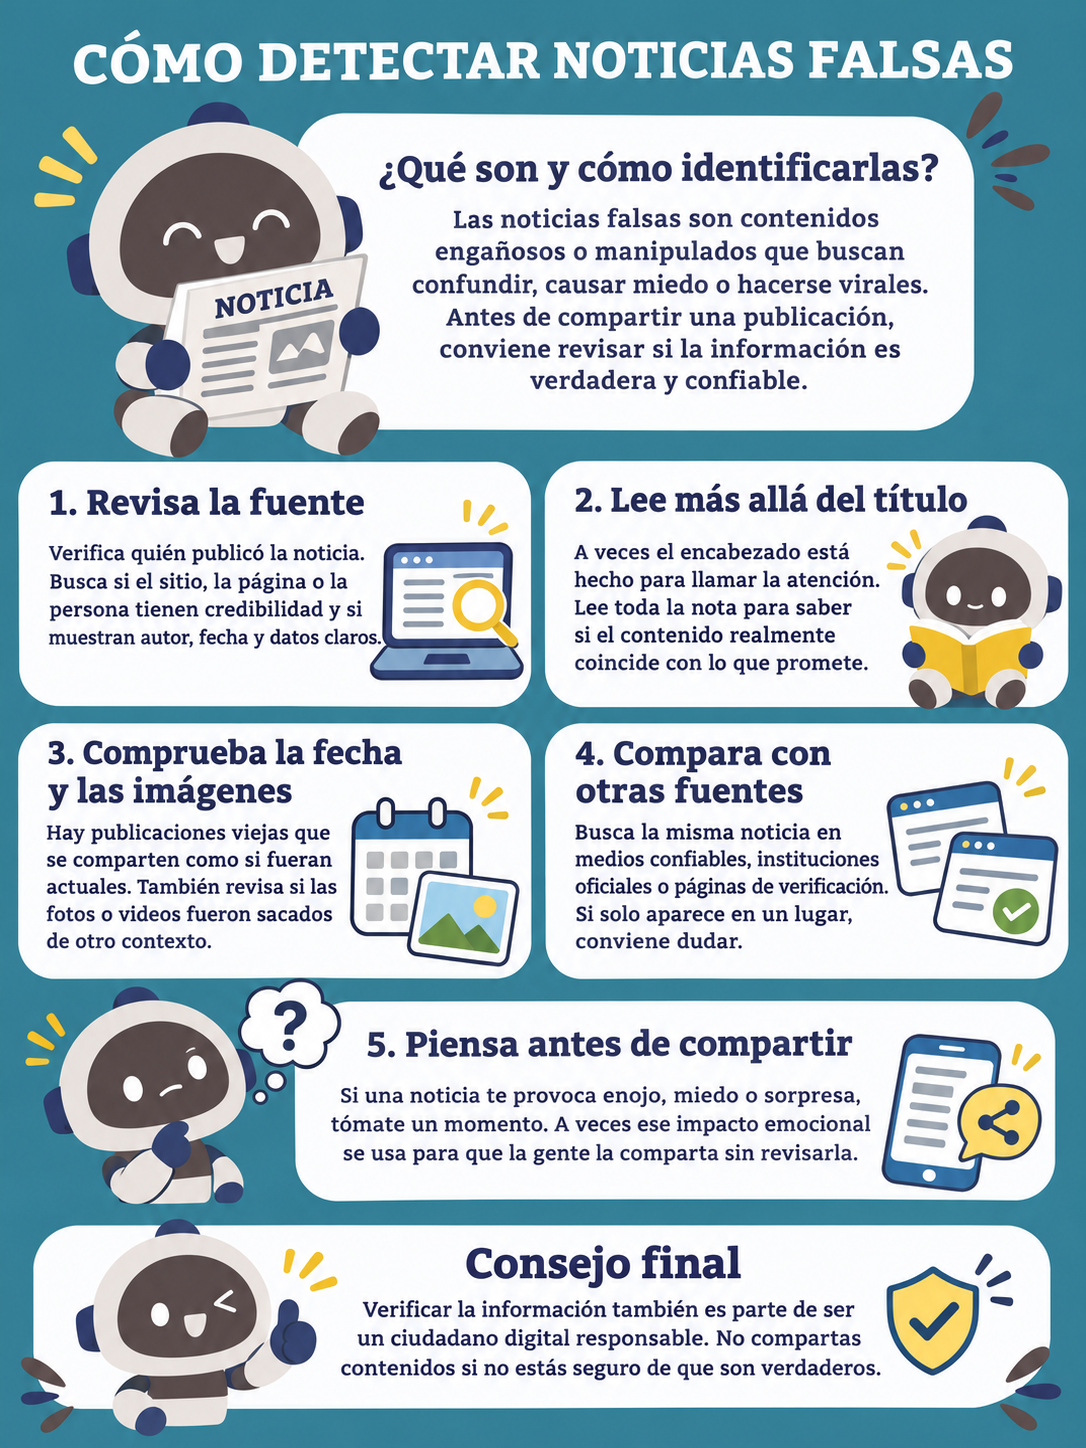 CÓMO DETECTAR NOTICIAS FALSAS
NOTICIA
¿Qué son y cómo identificarlas?
Las noticias falsas son contenidos
engañosos o manipulados que buscan
confundir, causar miedo o hacerse virales.
Antes de compartir una publicación,
conviene revisar si la información es
verdadera y confiable.
1. Revisa la fuente
Verifica quién publicó la noticia.
Busca si el sitio, la página o la
persona tienen credibilidad y si
muestran autor, fecha y datos claros.
2. Lee más allá del título
A veces el encabezado está
hecho para llamar la atención.
Lee toda la nota para saber
si el contenido realmente
coincide con lo que promete.
3. Comprueba la fecha
y las imágenes
Hay publicaciones viejas que
se comparten como si fueran
actuales. También revisa si las
fotos o videos fueron sacados
de otro contexto.
4. Compara con
otras fuentes
Busca la misma noticia en
medios confiables, instituciones
oficiales o páginas de verificación.
Si solo aparece en un lugar,
conviene dudar.
?
5. Piensa antes de compartir
Si una noticia te provoca enojo, miedo o sorpresa,
tómate un momento. A veces ese impacto emocional
se usa para que la gente la comparta sin revisarla.
Consejo final
Verificar la información también es parte de ser
un ciudadano digital responsable. No compartas
contenidos si no estás seguro de que son verdaderos.